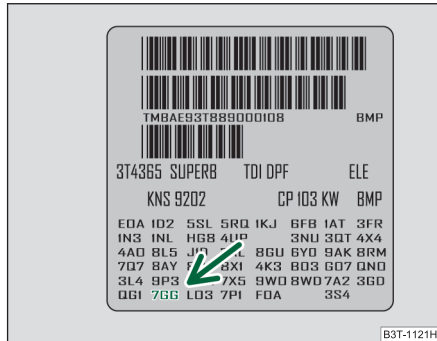 TMBAE93T889000108 BMP
3T4365 SUPERB TDI DPF ELE
KNS 9202 CP 103 KW BMP
E0A 1D2 5SL 5RQ 1KJ 6FB 1AT 3FR
1N3 1NL HG8 4UP 3NU 3QT 4X4
4A0 8L5 8GU 6Y0 9AK 8RM
7Q7 8AY 8X1 4K3 B03 G07 QN0
3L4 9P3 7X5 9W0 8WD 7A2 3GD
QG1 7GG L03 7P1 F0A 3S4
B3T-1121H